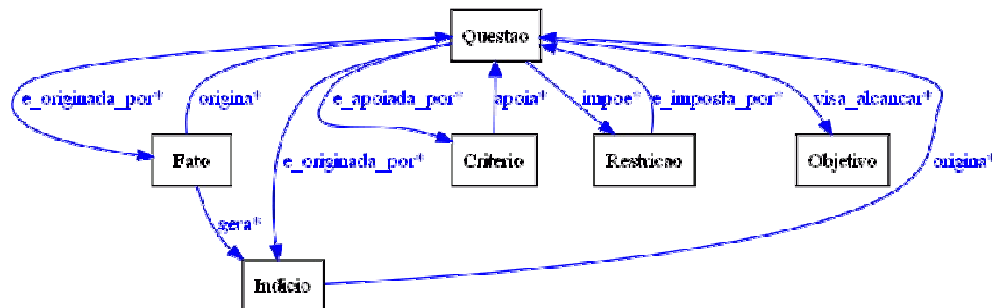 Questao
e_originada_por*
origina*
e_apoiada_por*
apoia*
impoe*
e_imposta_por*
visa_alcancar*
Fato
e_originada_por*
Criterio
Restricao
Objetivo
origina*
gera*
Indicio